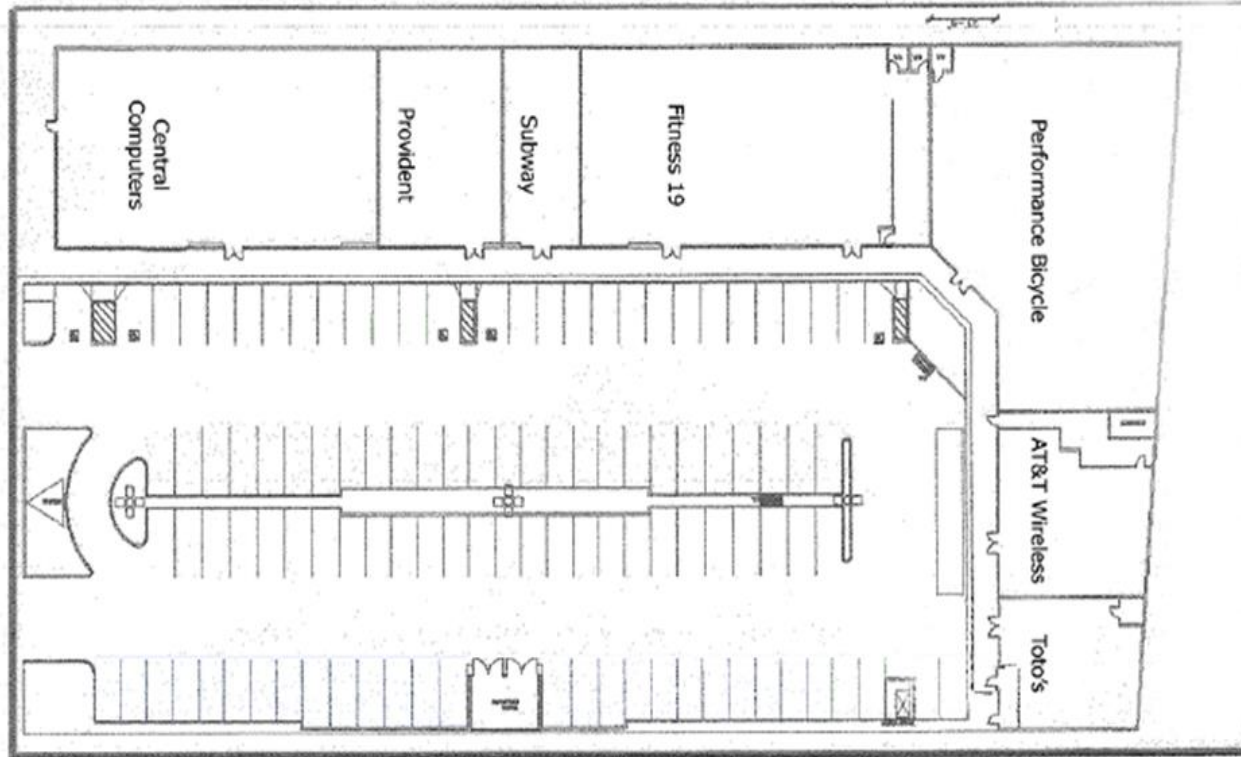 Central
Computers
Provident
Subway
Fitness 19
Performance Bicycle
AT&T Wireless
Toto's